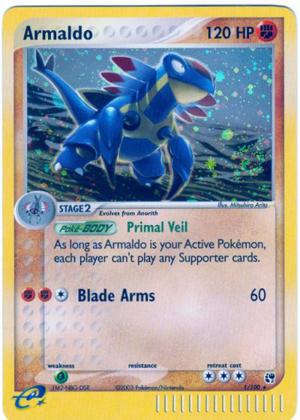 Armaldo 120 HP
Illus. Mitsuhiro Arita
STAGE2 Evolves from Anorith
Poké-BODY Primal Veil
As long as Armaldo is your Active Pokémon,
each player can't play any Supporter cards.
Blade Arms 60
weakness resistance retreat cost
©2003 Pokémon/Nintendo 1/100 ★
e